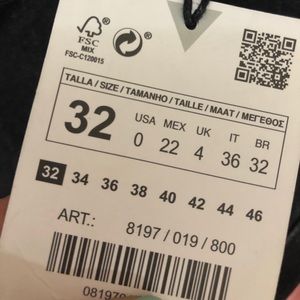 FSC
MIX
FSC-C120015
TALLA / SIZE / TAMANHO / TAILLE / MAAT / ΜΕΓΕΘΟΣ
32
USA MEX UK IT BR
0 22 4 36 32
32 34 36 38 40 42 44 46
ART.: 8197 / 019 / 800